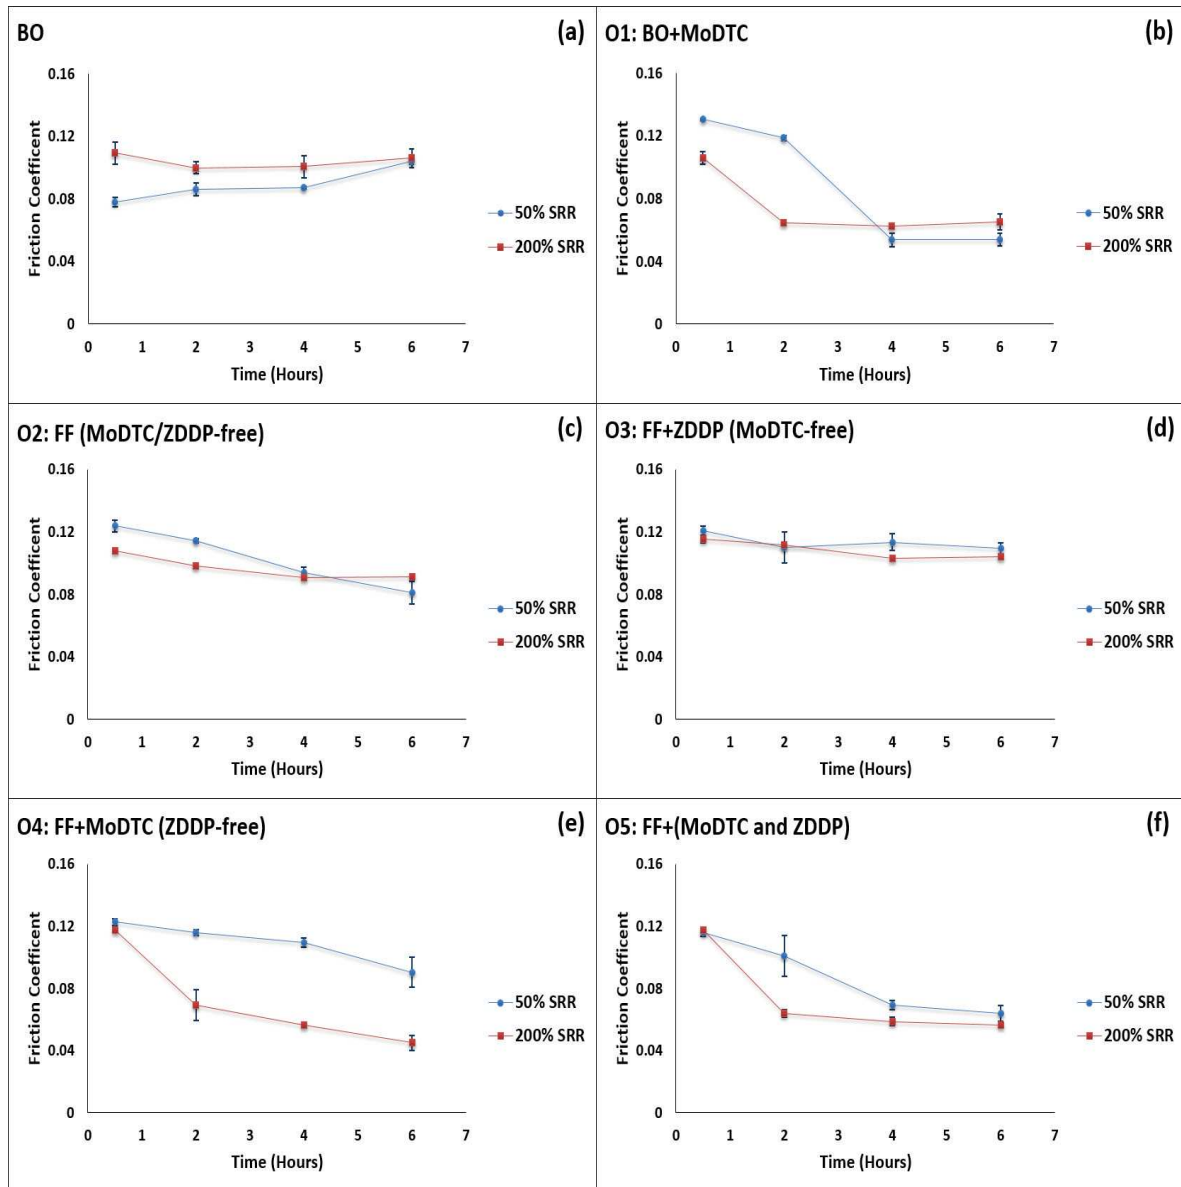 BO (a)
0.16
0.12
0.08
0.04
0
Friction Coefficent
0 1 2 3 4 5 6 7
Time (Hours)
50% SRR
200% SRR
O1: BO+MoDTC (b)
0.16
0.12
0.08
0.04
0
Friction Coefficent
0 1 2 3 4 5 6 7
Time (Hours)
50% SRR
200% SRR
O2: FF (MoDTC/ZDDP-free) (c)
0.16
0.12
0.08
0.04
0
Friction Coefficent
0 1 2 3 4 5 6 7
Time (Hours)
50% SRR
200% SRR
O3: FF+ZDDP (MoDTC-free) (d)
0.16
0.12
0.08
0.04
0
Friction Coefficent
0 1 2 3 4 5 6 7
Time (Hours)
50% SRR
200% SRR
O4: FF+MoDTC (ZDDP-free) (e)
0.16
0.12
0.08
0.04
0
Friction Coefficent
0 1 2 3 4 5 6 7
Time (Hours)
50% SRR
200% SRR
O5: FF+(MoDTC and ZDDP) (f)
0.16
0.12
0.08
0.04
0
Friction Coefficent
0 1 2 3 4 5 6 7
Time (Hours)
50% SRR
200% SRR